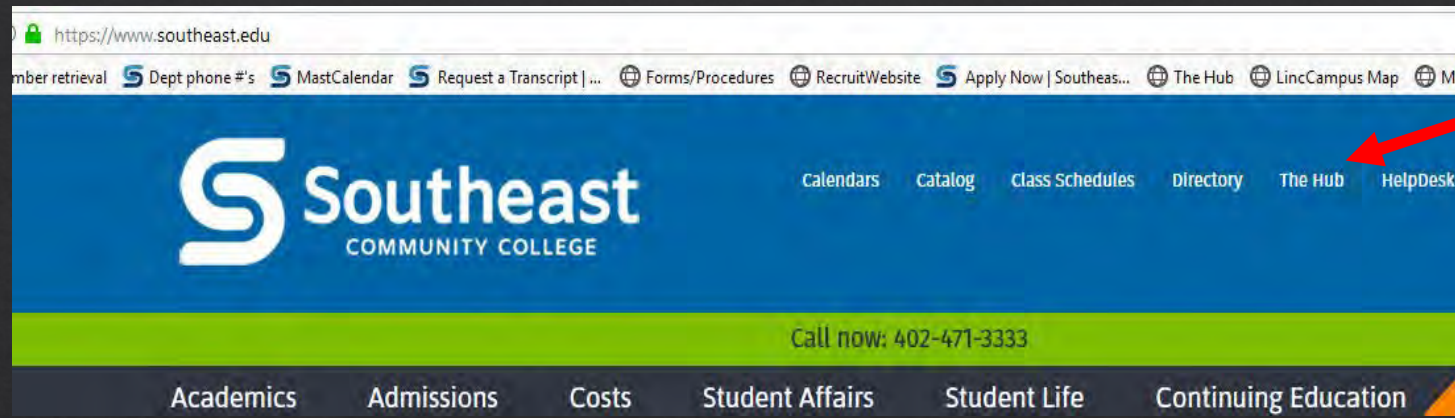 https://www.southeast.edu
mber retrieval Dept phone #'s MastCalendar Request a Transcript | ... Forms/Procedures RecruitWebsite Apply Now | Southeas... The Hub LincCampus Map M
Calendars Catalog Class Schedules Directory The Hub HelpDesk
Southeast
COMMUNITY COLLEGE
Call now: 402-471-3333
Academics Admissions Costs Student Affairs Student Life Continuing Education